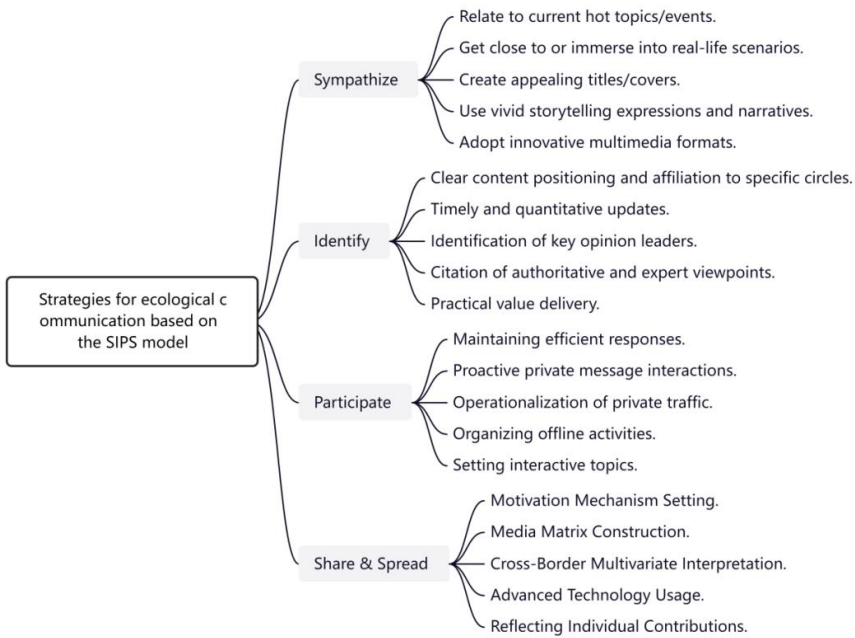 Strategies for ecological c
ommunication based on
the SIPS model
Sympathize
Relate to current hot topics/events.
Get close to or immerse into real-life scenarios.
Create appealing titles/covers.
Use vivid storytelling expressions and narratives.
Adopt innovative multimedia formats.
Identify
Clear content positioning and affiliation to specific circles.
Timely and quantitative updates.
Identification of key opinion leaders.
Citation of authoritative and expert viewpoints.
Practical value delivery.
Participate
Maintaining efficient responses.
Proactive private message interactions.
Operationalization of private traffic.
Organizing offline activities.
Setting interactive topics.
Share & Spread
Motivation Mechanism Setting.
Media Matrix Construction.
Cross-Border Multivariate Interpretation.
Advanced Technology Usage.
Reflecting Individual Contributions.